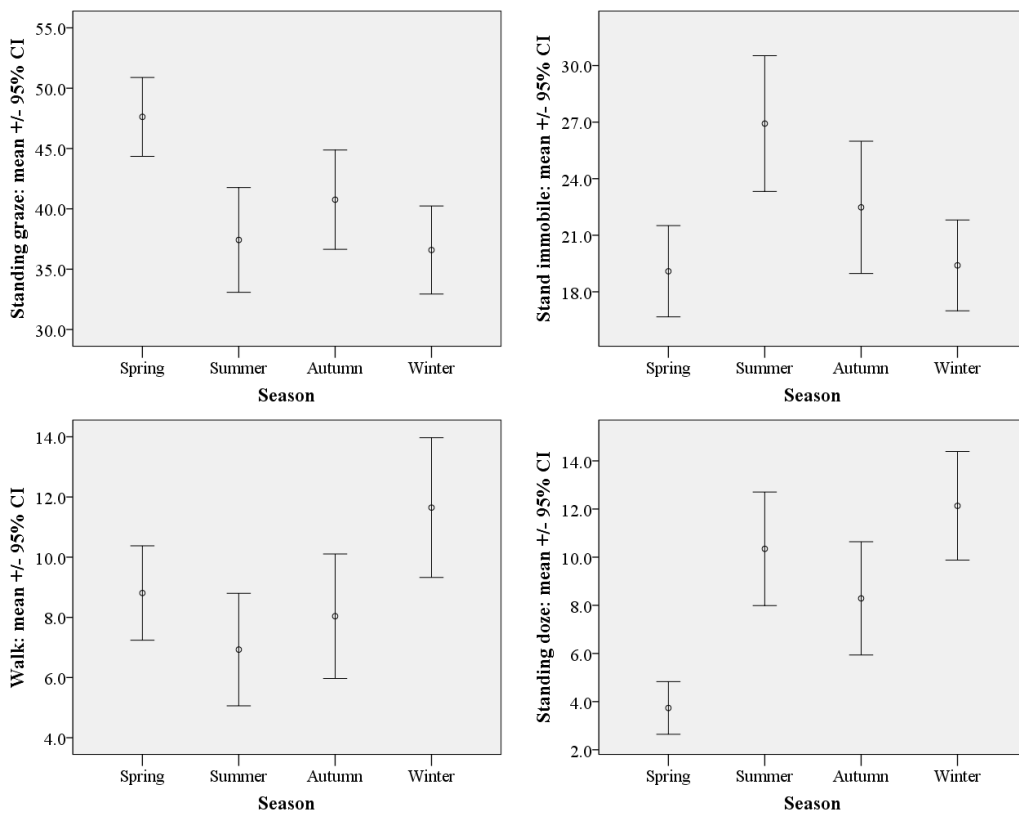 Standing graze: mean +/- 95% CI
55.0
50.0
45.0
40.0
35.0
30.0
Spring Summer Autumn Winter
Season
Stand immobile: mean +/- 95% CI
30.0
27.0
24.0
21.0
18.0
Spring Summer Autumn Winter
Season
Walk: mean +/- 95% CI
14.0
12.0
10.0
8.0
6.0
4.0
Spring Summer Autumn Winter
Season
Standing doze: mean +/- 95% CI
14.0
12.0
10.0
8.0
6.0
4.0
2.0
Spring Summer Autumn Winter
Season